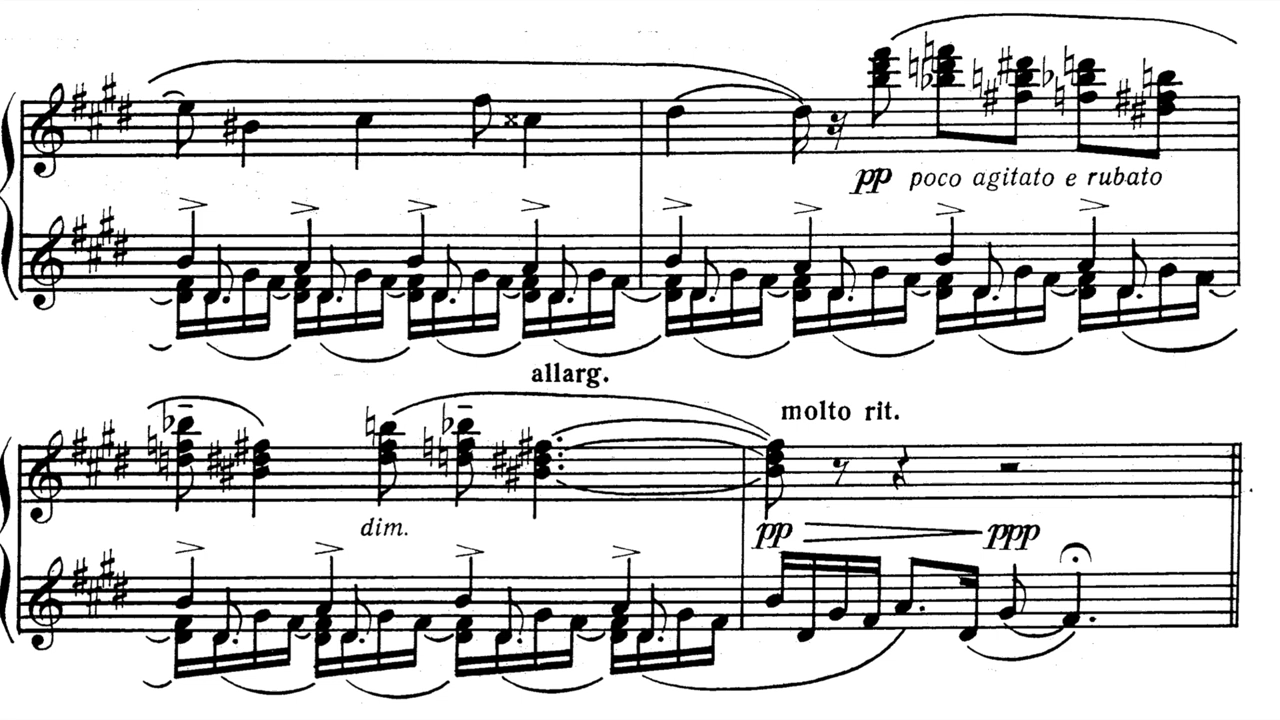 pp poco agitato e rubato
allarg.
molto rit.
dim.
pp ppp